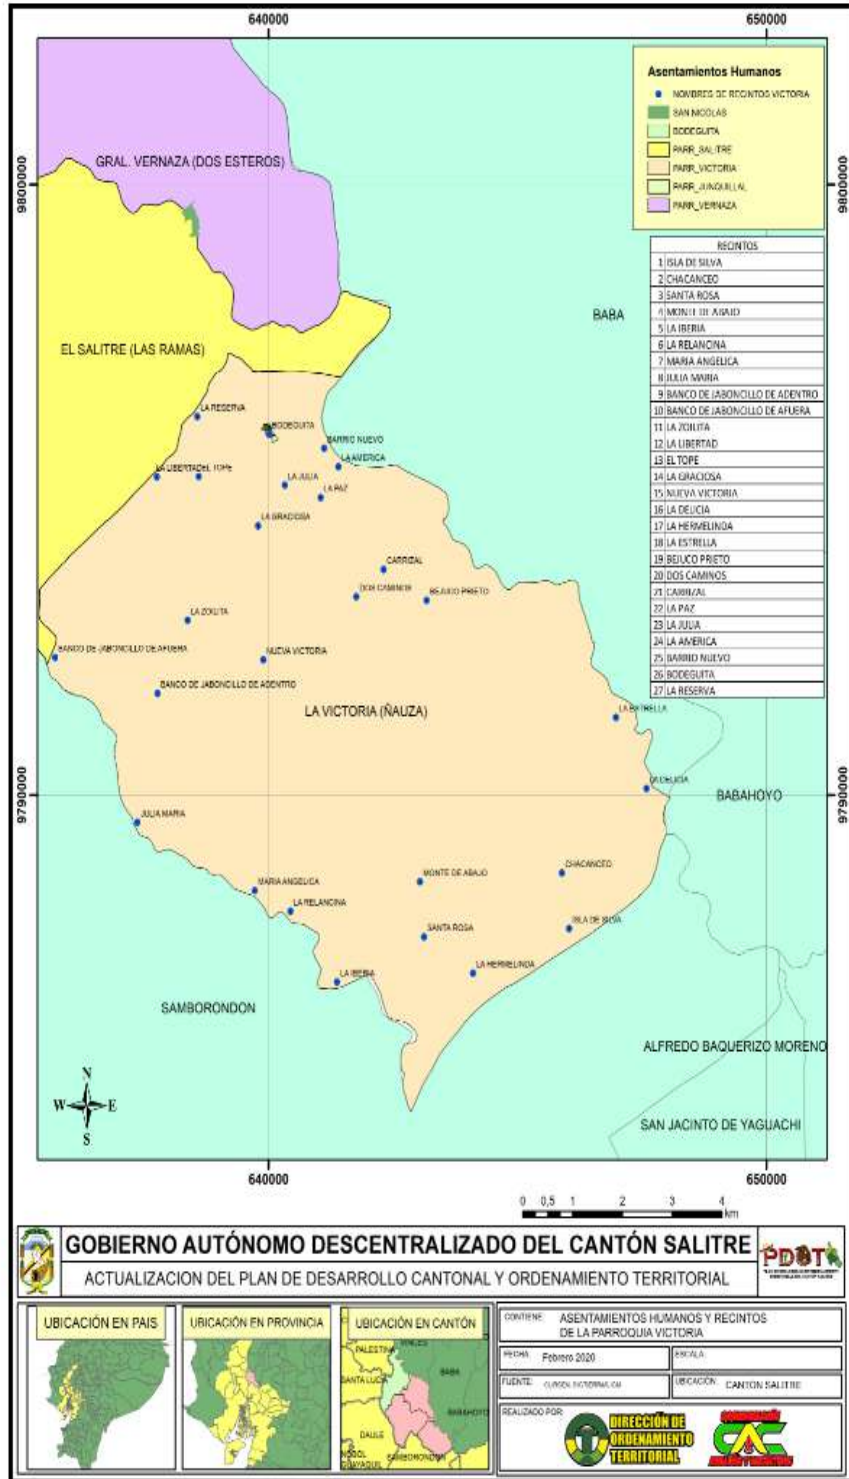 640000
650000
Asentamientos Humanos
NOMBRES DE RECINTOS VICTORIA
SAN NICOLAS
BODEGUITA
PARR_SALITRE
PARR_VICTORIA
PARR_JUNQUILLAL
PARR_VERNAZA
GRAL. VERNAZA (DOS ESTEROS)
9800000
9800000
RECINTOS
1 ISLA DE SILVA
2 CHACANCEO
3 SANTA ROSA
4 MONTE DE ABAJO
5 LA IBERIA
6 LA RELANCINA
7 MARIA ANGELICA
8 JULIA MARIA
9 BANCO DE JABONCILLO DE ADENTRO
10 BANCO DE JABONCILLO DE AFUERA
11 LA ZOILITA
12 LA LIBERTAD
13 EL TOPE
14 LA GRACIOSA
15 NUEVA VICTORIA
16 LA DELICIA
17 LA HERMELINDA
18 LA ESTRELLA
19 BEJUCO PRIETO
20 DOS CAMINOS
21 CARRIZAL
22 LA PAZ
23 LA JULIA
24 LA AMERICA
25 BARRIO NUEVO
26 BODEGUITA
27 LA RESERVA
BABA
EL SALITRE (LAS RAMAS)
LA RESERVA
BODEGUITA
BARRIO NUEVO
LA AMERICA
LA LIBERTAD
EL TOPE
LA JULIA
LA PAZ
LA GRACIOSA
CARRIZAL
DOS CAMINOS
BEJUCO PRIETO
LA ZOILITA
BANCO DE JABONCILLO DE AFUERA
NUEVA VICTORIA
BANCO DE JABONCILLO DE ADENTRO
LA VICTORIA (ÑAUZA)
LA ESTRELLA
LA DELICIA
9790000
9790000
BABAHOYO
JULIA MARIA
MARIA ANGELICA
MONTE DE ABAJO
CHACANCEO
LA RELANCINA
SANTA ROSA
ISLA DE SILVA
LA HERMELINDA
LA IBERIA
SAMBORONDON
ALFREDO BAQUERIZO MORENO
SAN JACINTO DE YAGUACHI
N
W E
S
640000
650000
0 0,5 1 2 3 4
km
GOBIERNO AUTÓNOMO DESCENTRALIZADO DEL CANTÓN SALITRE
ACTUALIZACION DEL PLAN DE DESARROLLO CANTONAL Y ORDENAMIENTO TERRITORIAL
PDOT
UBICACIÓN EN PAIS
UBICACIÓN EN PROVINCIA
UBICACIÓN EN CANTÓN
PALESTINA
BABA
SANTA LUCIA
BABAHOYO
DAULE
SAMBORONDON
GUAYAQUIL
CONTIENE: ASENTAMIENTOS HUMANOS Y RECINTOS
DE LA PARROQUIA VICTORIA
FECHA: Febrero 2020
ESCALA:
FUENTE:
UBICACIÓN: CANTON SALITRE
REALIZADO POR:
DIRECCIÓN DE
ORDENAMIENTO
TERRITORIAL
CAC